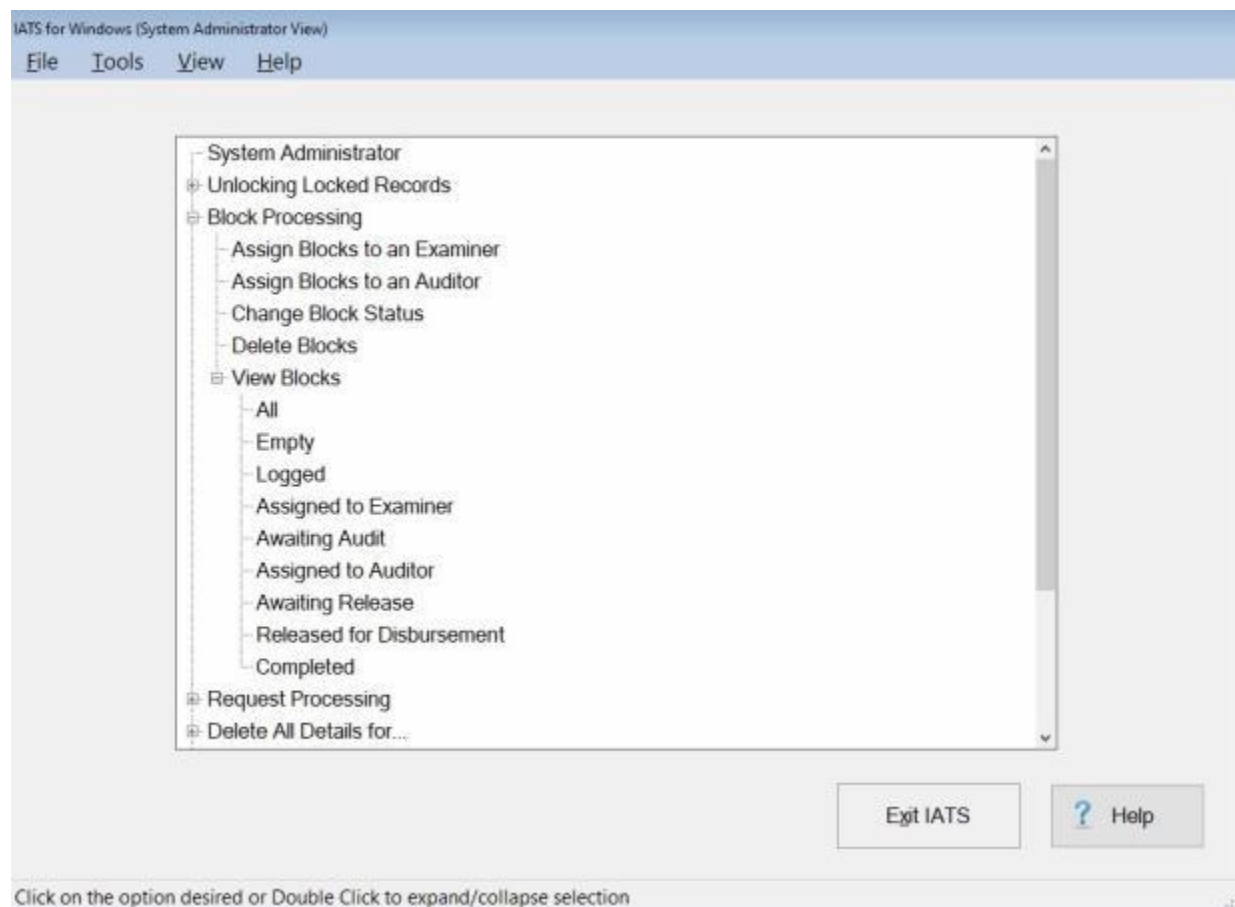 IATS for Windows (System Administrator View)
File Tools View Help
System Administrator
Unlocking Locked Records
Block Processing
Assign Blocks to an Examiner
Assign Blocks to an Auditor
Change Block Status
Delete Blocks
View Blocks
All
Empty
Logged
Assigned to Examiner
Awaiting Audit
Assigned to Auditor
Awaiting Release
Released for Disbursement
Completed
Request Processing
Delete All Details for...
Exit IATS ? Help
Click on the option desired or Double Click to expand/collapse selection